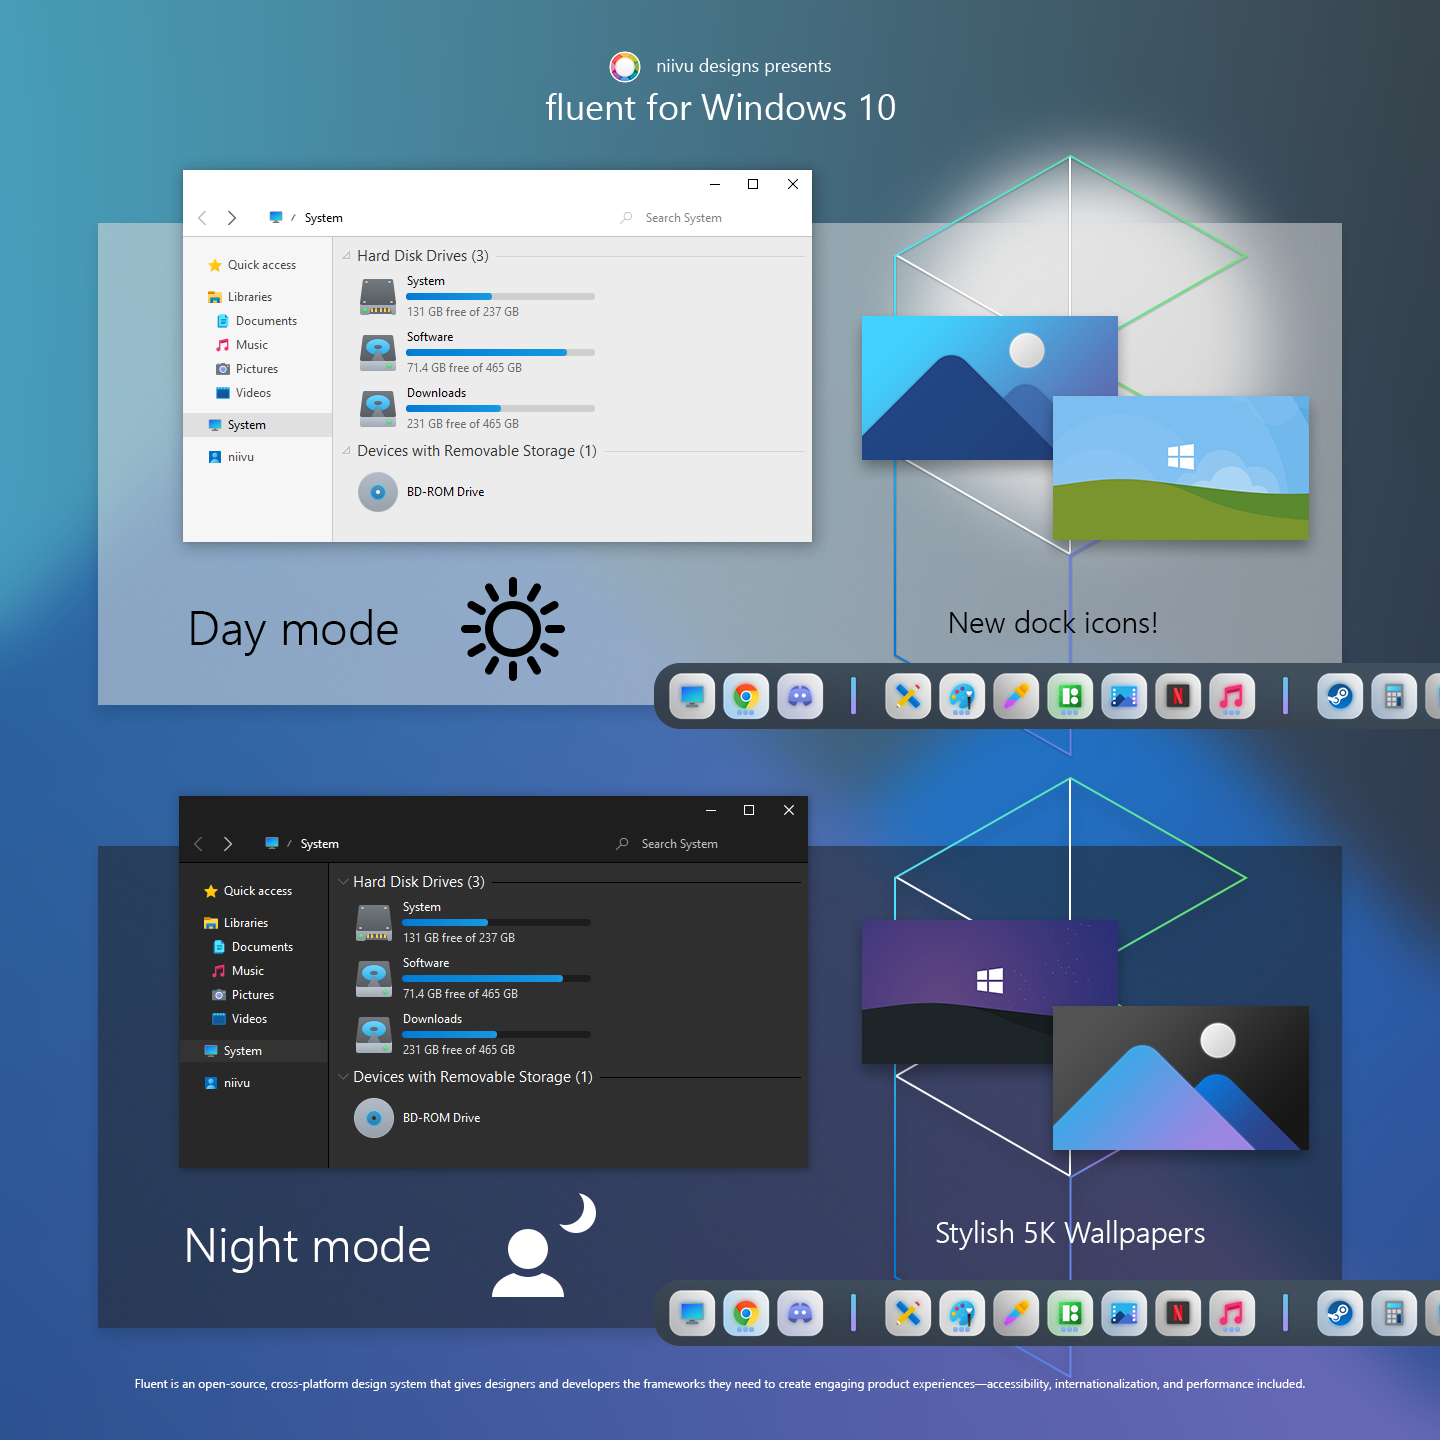 niivu designs presents
fluent for Windows 10
/ System
Search System
Quick access
Libraries
Documents
Music
Pictures
Videos
System
niivu
Hard Disk Drives (3)
System
131 GB free of 237 GB
Software
71.4 GB free of 465 GB
Downloads
231 GB free of 465 GB
Devices with Removable Storage (1)
BD-ROM Drive
Day mode
New dock icons!
N
/ System
Search System
Quick access
Libraries
Documents
Music
Pictures
Videos
System
niivu
Hard Disk Drives (3)
System
131 GB free of 237 GB
Software
71.4 GB free of 465 GB
Downloads
231 GB free of 465 GB
Devices with Removable Storage (1)
BD-ROM Drive
Night mode
Stylish 5K Wallpapers
N
Fluent is an open-source, cross-platform design system that gives designers and developers the frameworks they need to create engaging product experiences—accessibility, internationalization, and performance included.